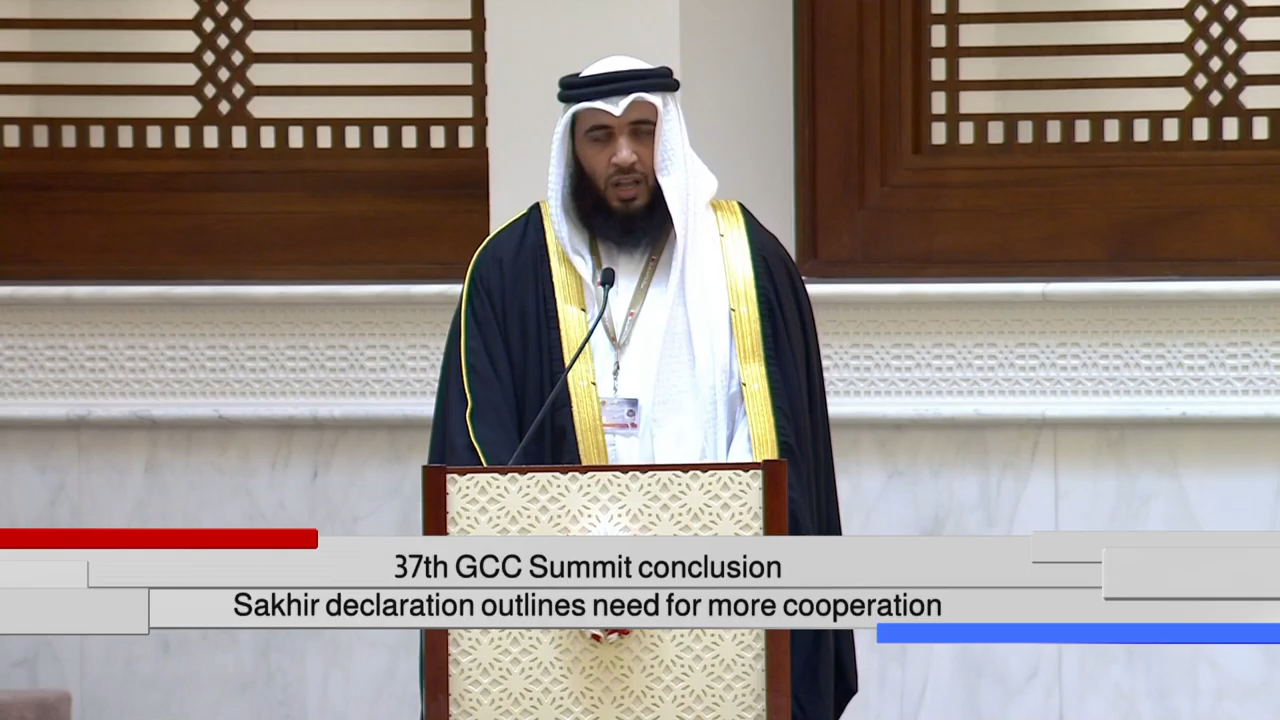 37th GCC Summit conclusion
Sakhir declaration outlines need for more cooperation